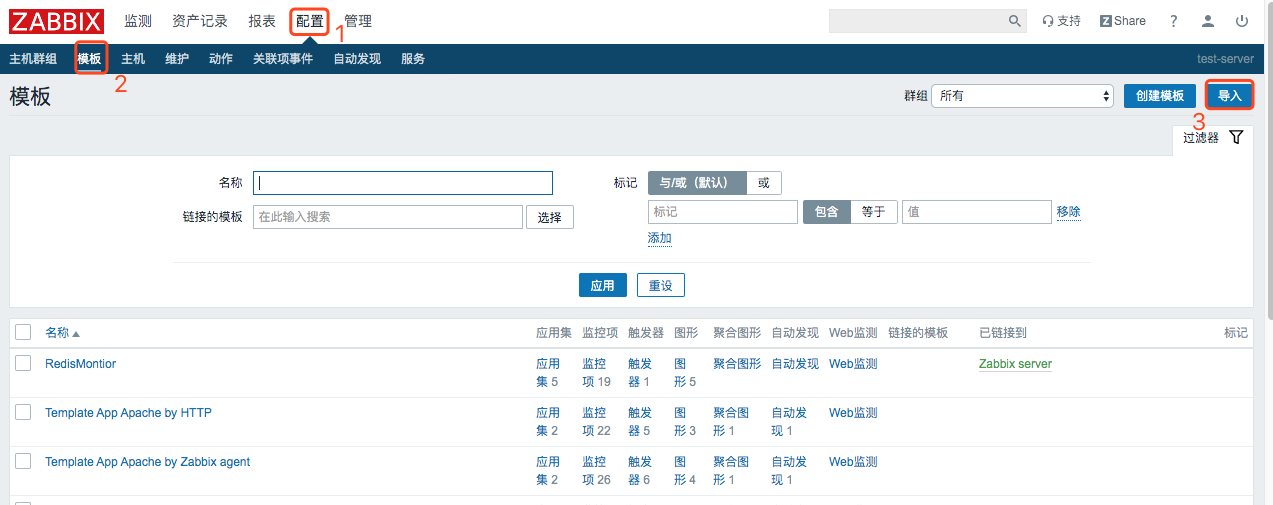 ZABBIX 监测 资产记录 报表 配置 管理 支持 Z Share ?
1
主机群组 模板 主机 维护 动作 关联项事件 自动发现 服务 test-server
2
模板 群组 所有 创建模板 导入
3
过滤器
名称 标记 与/或（默认） 或
链接的模板 在此输入搜索 选择 标记 包含 等于 值 移除
添加
应用 重设
名称 应用集 监控项 触发器 图形 聚合图形 自动发现 Web监测 链接的模板 已链接到 标记
RedisMontior 应用 监控 触发 图 聚合图形 自动发现 Web监测 Zabbix server
集 5 项 19 器 1 形 5
Template App Apache by HTTP 应用 监控 触发 图 聚合图 自动发 Web监测
集 2 项 22 器 5 形 3 形 1 现 1
Template App Apache by Zabbix agent 应用 监控 触发 图 聚合图 自动发 Web监测
集 2 项 26 器 6 形 4 形 1 现 1